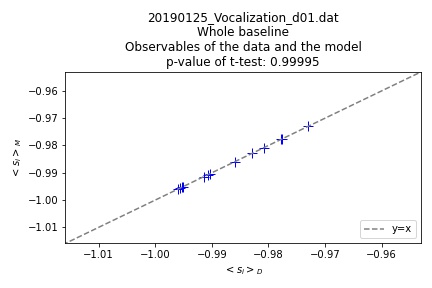 20190125_Vocalization_d01.dat
Whole baseline
Observables of the data and the model
p-value of t-test: 0.99995
−0.96
−0.97
−0.98
−0.99
−1.00
−1.01
< s_i >_M
y=x
−1.01 −1.00 −0.99 −0.98 −0.97 −0.96
< s_i >_D